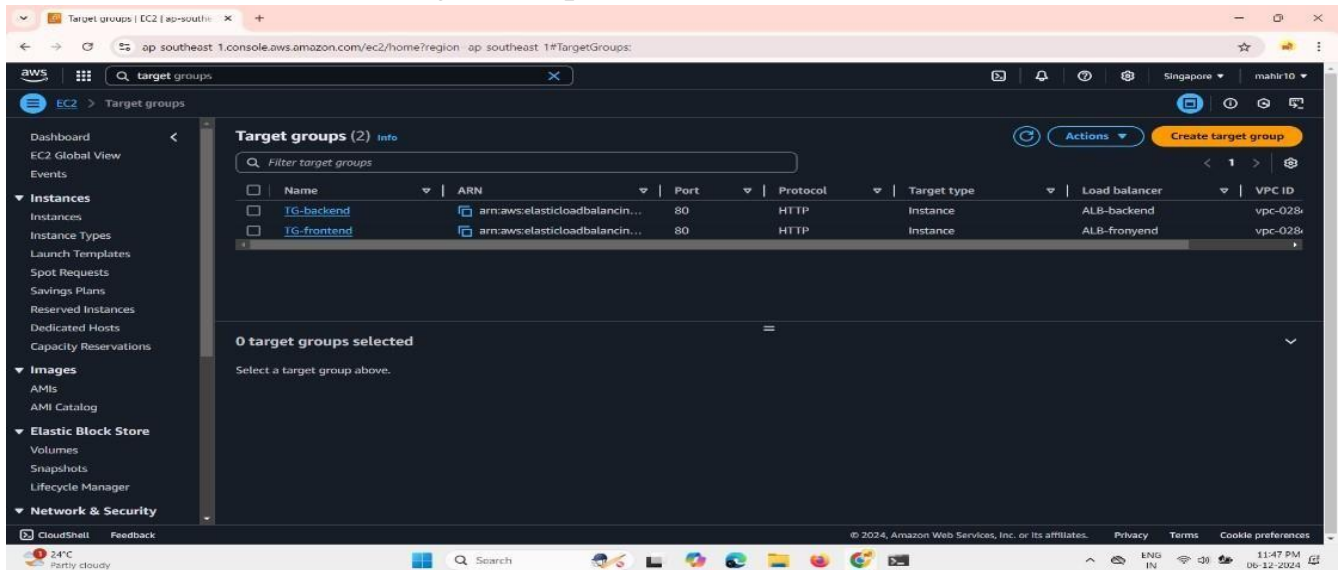 Target groups | EC2 | ap-southe
ap southeast 1.console.aws.amazon.com/ec2/home?region ap southeast 1#TargetGroups:
aws target groups Singapore mahir10
EC2 > Target groups
Dashboard
EC2 Global View
Events
Instances
Instances
Instance Types
Launch Templates
Spot Requests
Savings Plans
Reserved Instances
Dedicated Hosts
Capacity Reservations
Images
AMIs
AMI Catalog
Elastic Block Store
Volumes
Snapshots
Lifecycle Manager
Network & Security
Target groups (2) Info Actions Create target group
Filter target groups 1
Name ARN Port Protocol Target type Load balancer VPC ID
TG-backend arn:aws:elasticloadbalancin... 80 HTTP Instance ALB-backend vpc-028
TG-frontend arn:aws:elasticloadbalancin... 80 HTTP Instance ALB-fronyend vpc-028
0 target groups selected
Select a target group above.
CloudShell Feedback © 2024, Amazon Web Services, Inc. or its affiliates. Privacy Terms Cookie preferences
1 24°C Search ENG 11:47 PM
Partly cloudy IN 06-12-2024